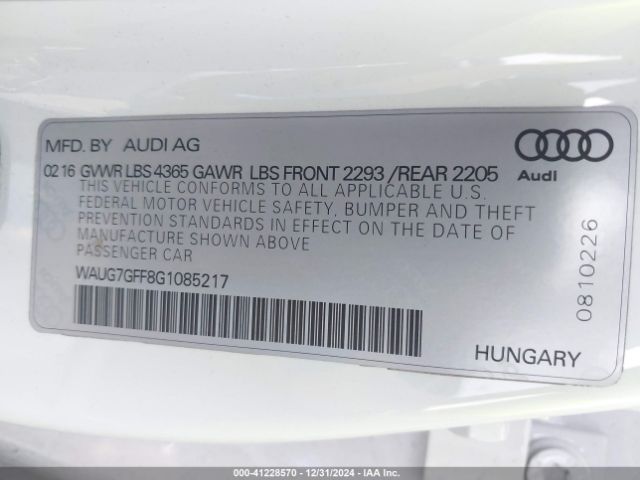 MFD. BY AUDI AG
02 16 GVWR LBS 4365 GAWR LBS FRONT 2293 /REAR 2205
THIS VEHICLE CONFORMS TO ALL APPLICABLE U.S.
FEDERAL MOTOR VEHICLE SAFETY, BUMPER AND THEFT
PREVENTION STANDARDS IN EFFECT ON THE DATE OF
MANUFACTURE SHOWN ABOVE
PASSENGER CAR
WAUG7GFF8G1085217
Audi
0810226
HUNGARY
000-41228570 - 12/31/2024 - IAAI.COM